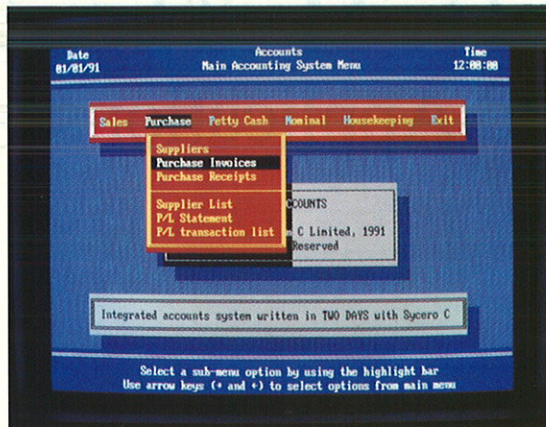 Date Accounts Time
01/01/91 Main Accounting System Menu 12:00:00
Sales Purchase Petty Cash Nominal Housekeeping Exit
Suppliers
Purchase Invoices
Purchase Receipts
Supplier List
P/L Statement
P/L transaction list
CCOUNTS
C Limited, 1991
Reserved
Integrated accounts system written in TWO DAYS with Sycero C
Select a sub-menu option by using the highlight bar
Use arrow keys (→ and ←) to select options from main menu